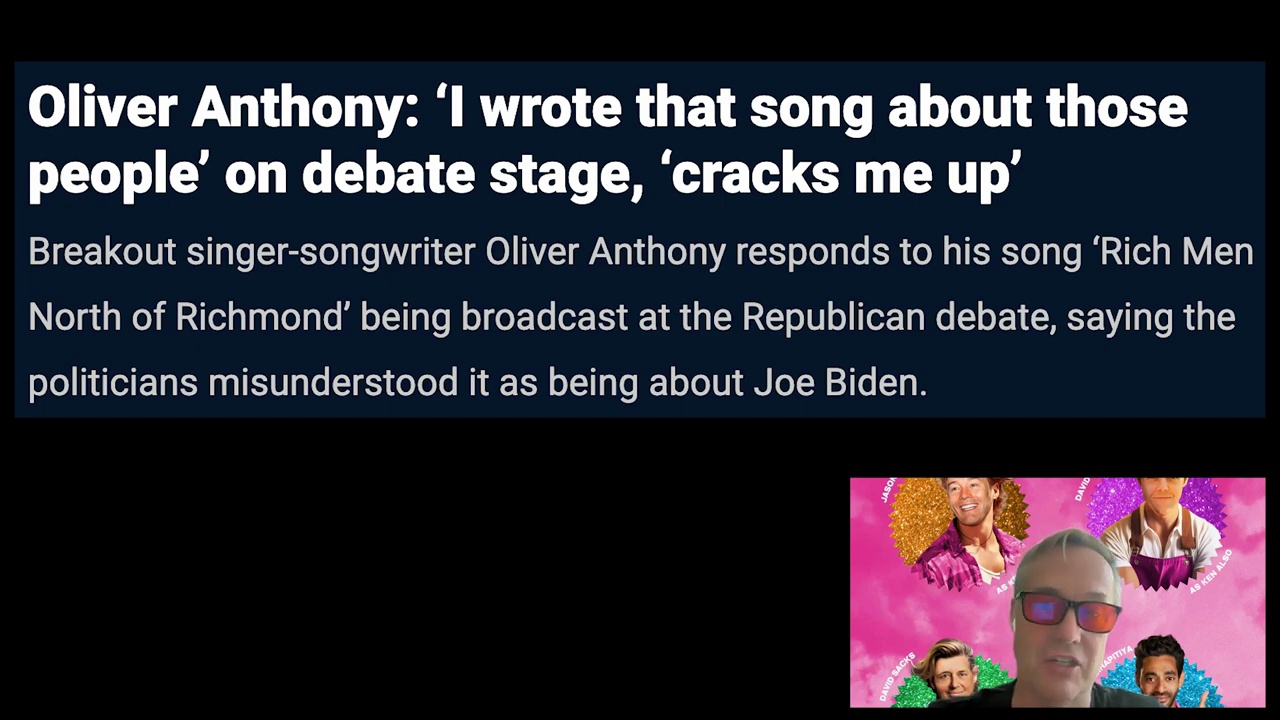 Oliver Anthony: ‘I wrote that song about those
people’ on debate stage, ‘cracks me up’
Breakout singer-songwriter Oliver Anthony responds to his song ‘Rich Men
North of Richmond’ being broadcast at the Republican debate, saying the
politicians misunderstood it as being about Joe Biden.
JASON
DAVID
AS KEN ALSO
DAVID SACKS